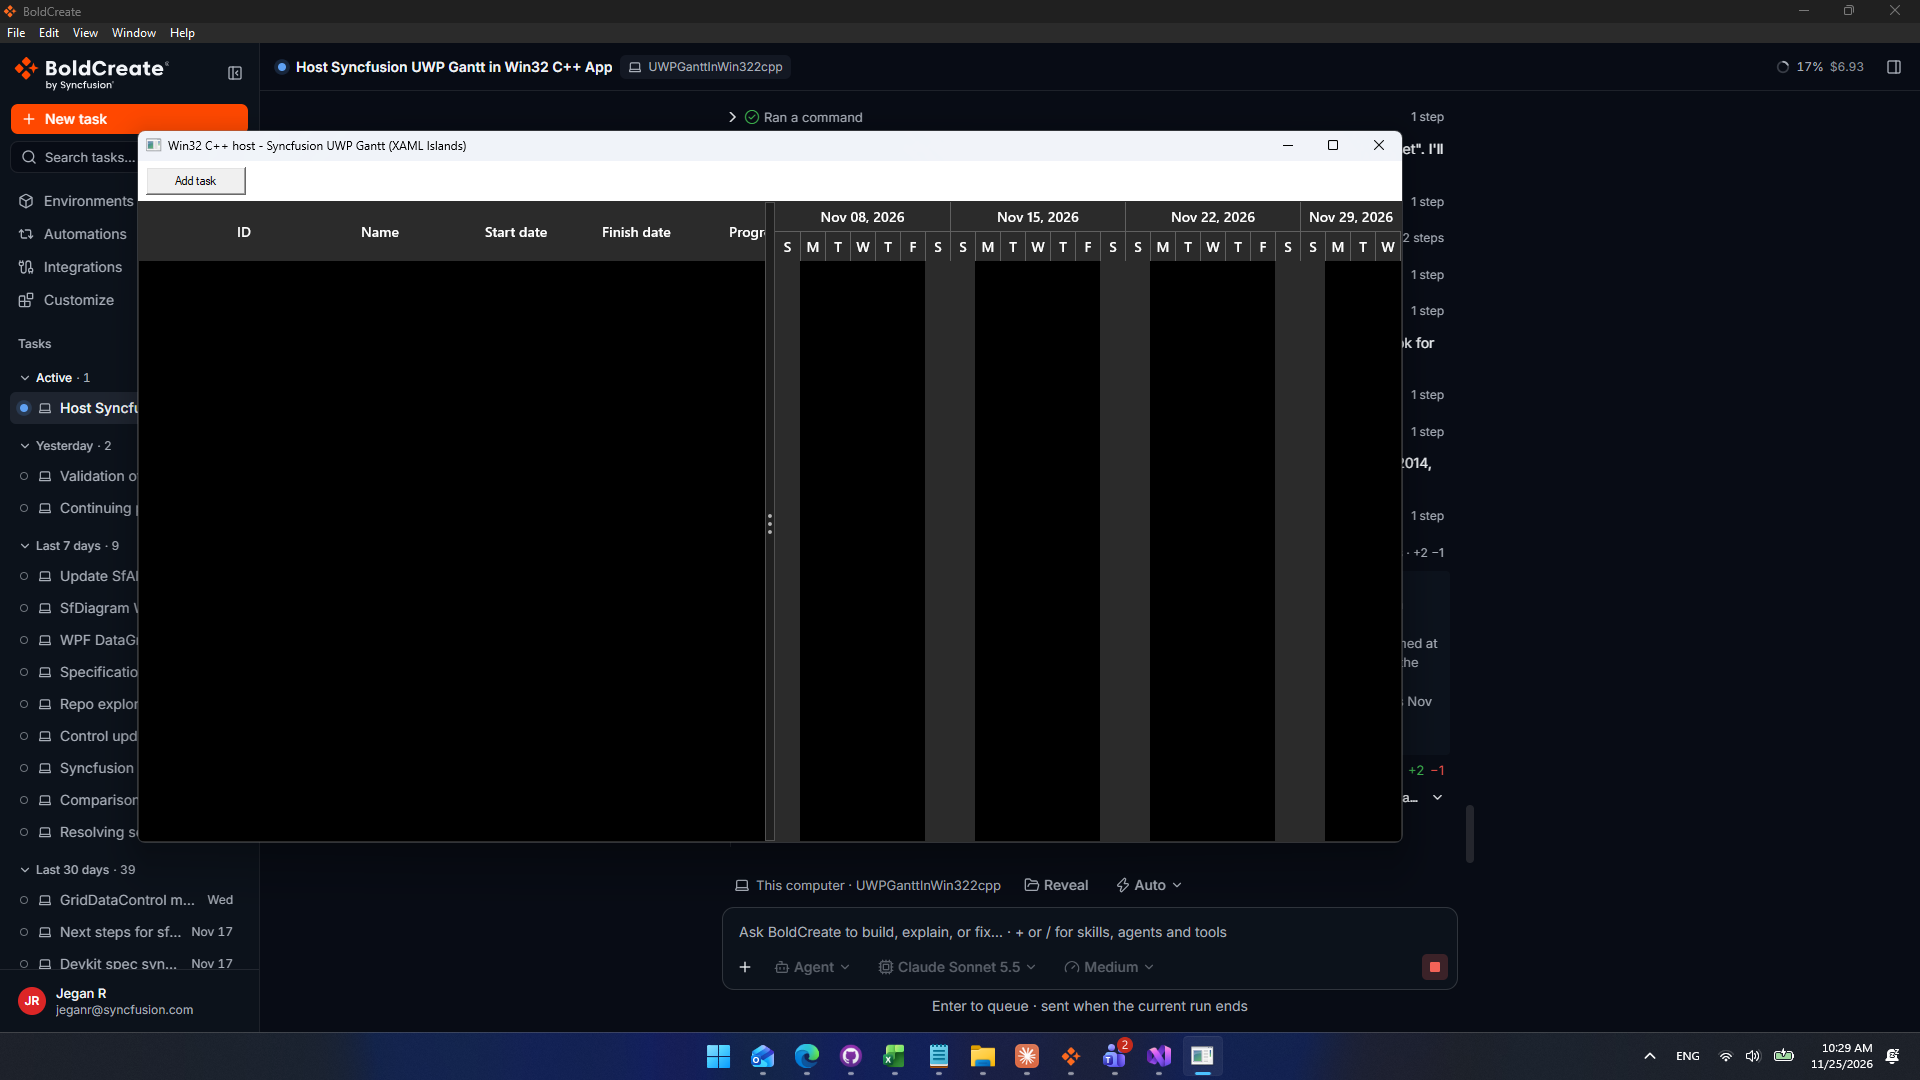 BoldCreate
File Edit View Window Help
BoldCreate
by Syncfusion
New task
Search tasks...
Environments
Automations
Integrations
Customize
Tasks
Active · 1
Host Syncfu
Yesterday · 2
Validation o
Continuing
Last 7 days · 9
Update SfAI
SfDiagram
WPF DataG
Specificatio
Repo explor
Control upd
Syncfusion
Comparison
Resolving s
Last 30 days · 39
GridDataControl m... Wed
Next steps for sf... Nov 17
Devkit spec syn... Nov 17
JR
Jegan R
jeganr@syncfusion.com
Host Syncfusion UWP Gantt in Win32 C++ App UWPGanttInWin322cpp
17% $6.93
Ran a command 1 step
et". I'll
1 step
2 steps
1 step
1 step
ok for
1 step
1 step
2014,
1 step
· +2 −1
ned at
the
Nov
+2 −1
a...
Win32 C++ host - Syncfusion UWP Gantt (XAML Islands)
Add task
ID Name Start date Finish date Progr
Nov 08, 2026 Nov 15, 2026 Nov 22, 2026 Nov 29, 2026
S M T W T F S S M T W T F S S M T W T F S S M T W
This computer · UWPGanttInWin322cpp Reveal Auto
Ask BoldCreate to build, explain, or fix... · + or / for skills, agents and tools
Agent Claude Sonnet 5.5 Medium
Enter to queue · sent when the current run ends
2
ENG
10:29 AM
11/25/2026